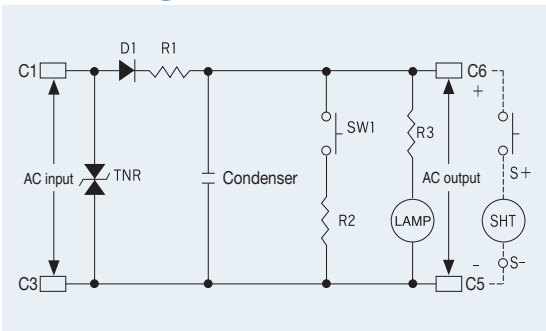 D1 R1
C1 C6
+
SW1 R3
S+
AC input TNR Condenser AC output
R2 LAMP SHT
- S-
C3 C5